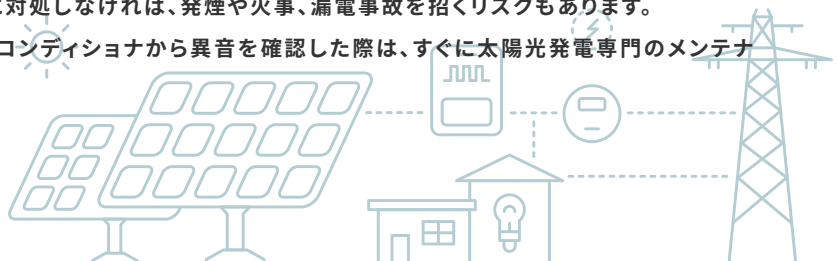 に対処しなければ、発煙や火事、漏電事故を招くリスクもあります。
コンディショナから異音を確認した際は、すぐに太陽光発電専門のメンテナ